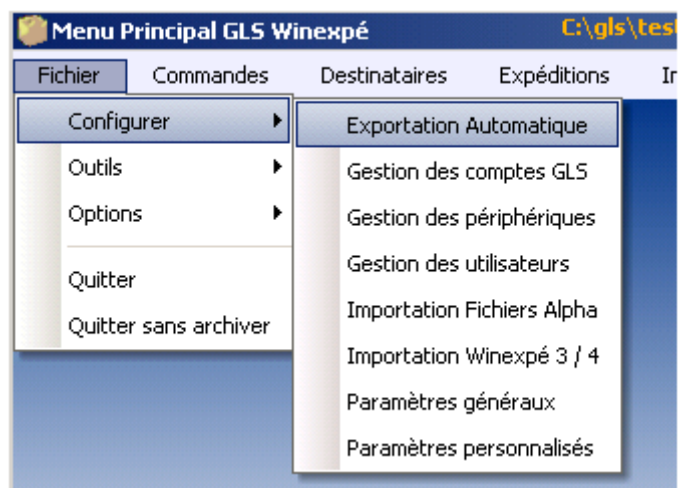 Menu Principal GLS Winexpé C:\gls\test
Fichier Commandes Destinataires Expéditions
Configurer
Outils
Options
Quitter
Quitter sans archiver
Exportation Automatique
Gestion des comptes GLS
Gestion des périphériques
Gestion des utilisateurs
Importation Fichiers Alpha
Importation Winexpé 3 / 4
Paramètres généraux
Paramètres personnalisés